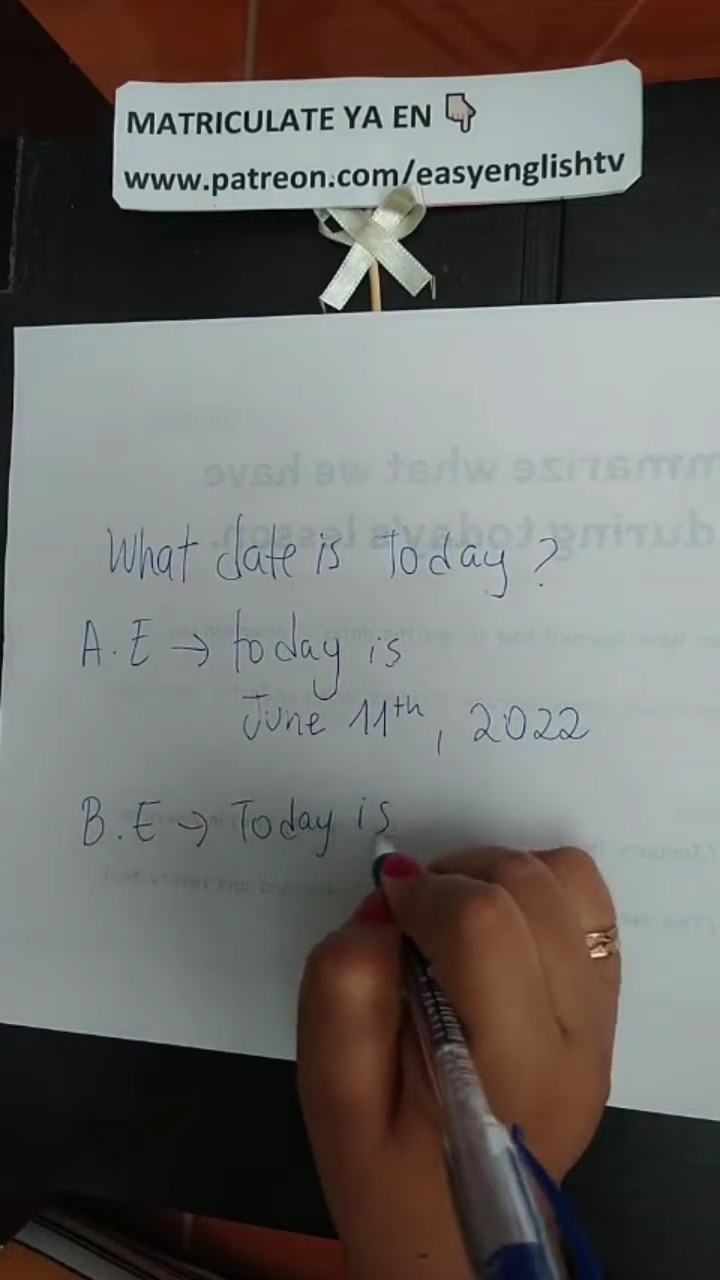 MATRICULATE YA EN
www.patreon.com/easyenglishtv
What date is Today?
A.E → today is
June 11th, 2022
B.E → Today is